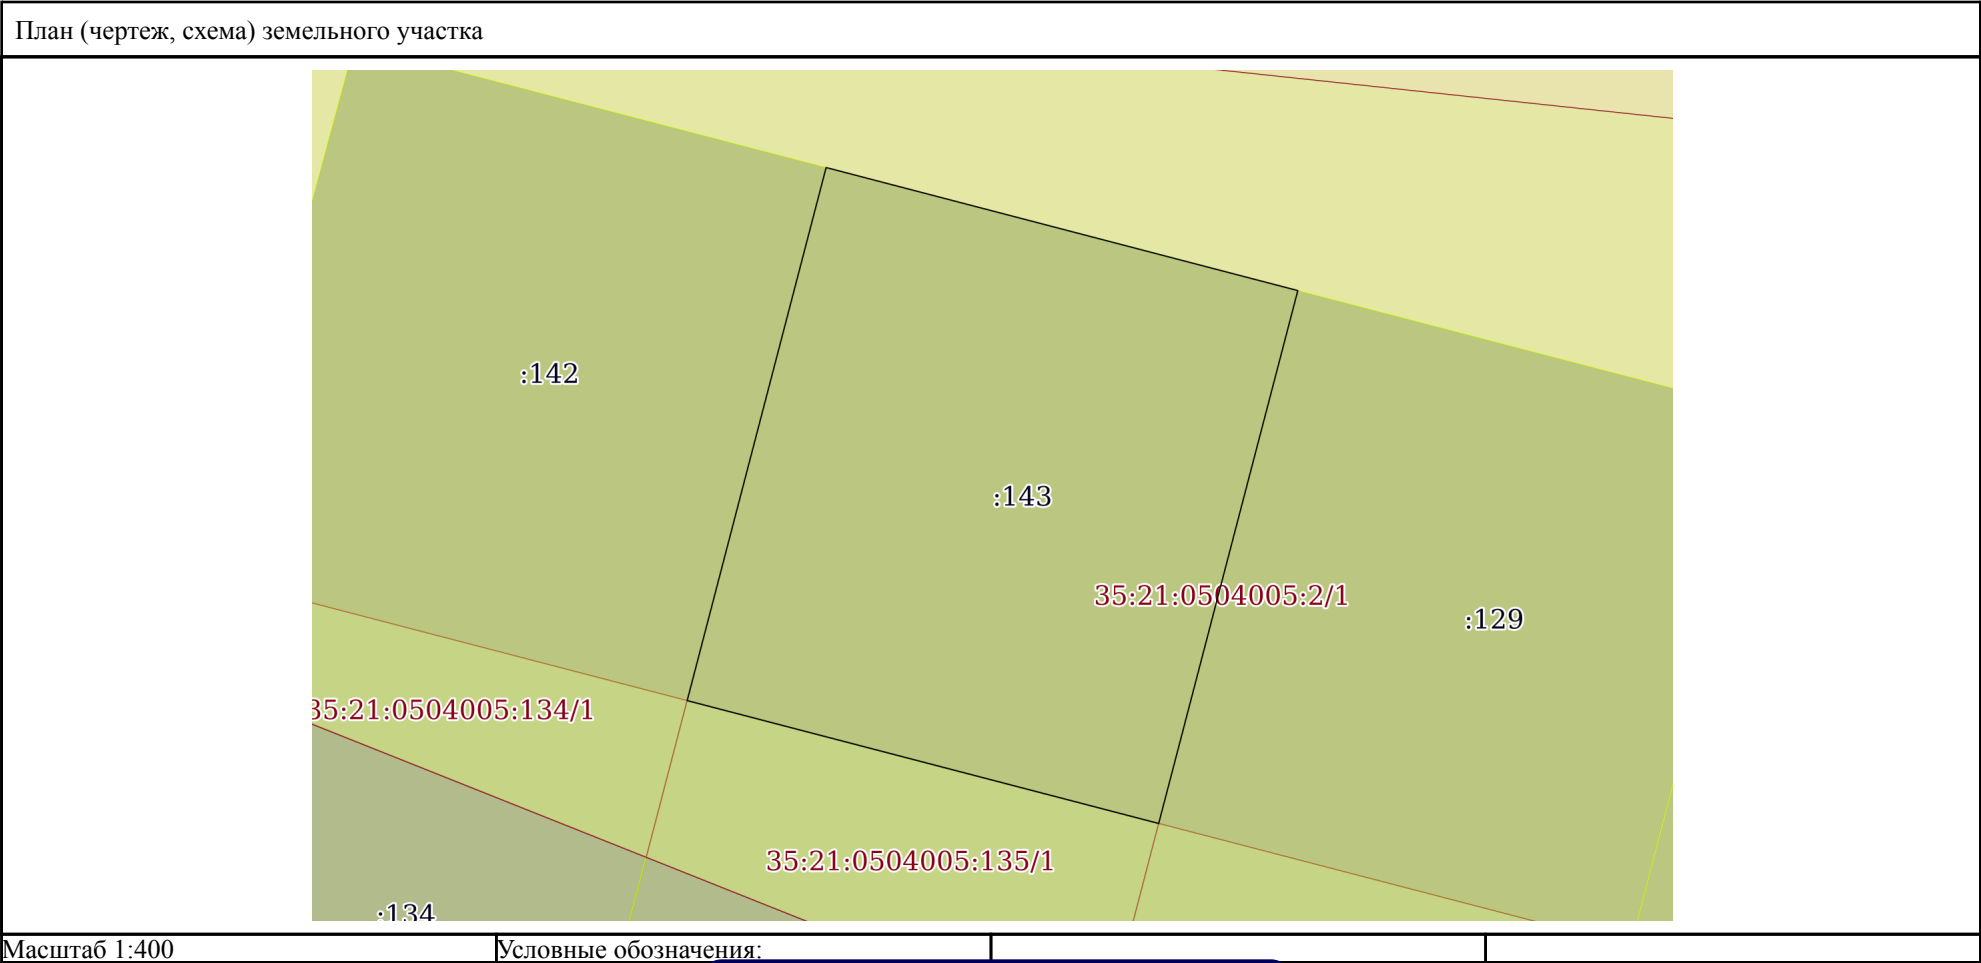 План (чертеж, схема) земельного участка
:142
:143
35:21:0504005:2/1
:129
35:21:0504005:134/1
35:21:0504005:135/1
:134
Масштаб 1:400
Условные обозначения: